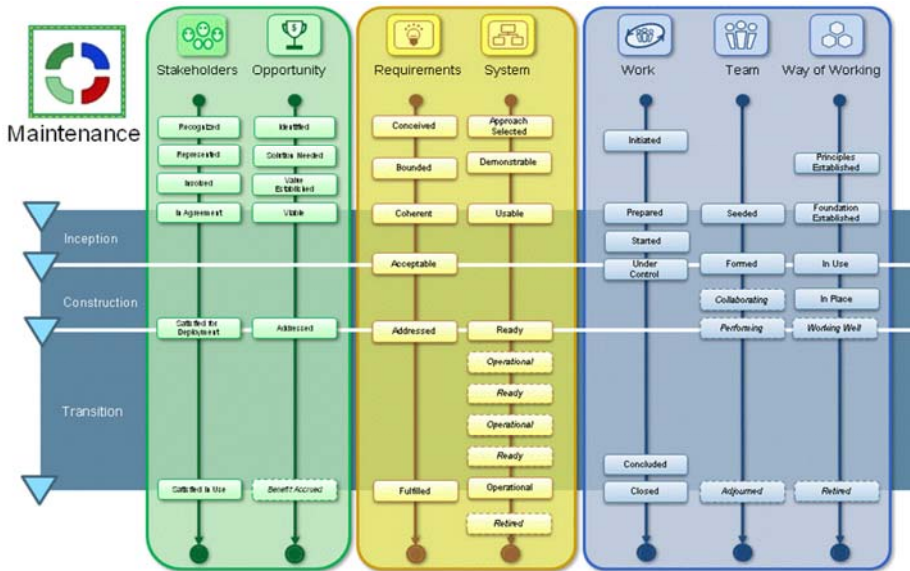 Maintenance
Stakeholders
Opportunity
Requirements
System
Work
Team
Way of Working
Recognized
Identified
Conceived
Approach
Selected
Initiated
Represented
Solution Needed
Bounded
Demonstrable
Principles
Established
Involved
Value
Established
In Agreement
Viable
Coherent
Usable
Prepared
Seeded
Foundation
Established
Inception
Started
Acceptable
Under
Control
Formed
In Use
Construction
Collaborating
In Place
Satisfied for
Deployment
Addressed
Addressed
Ready
Performing
Working Well
Operational
Ready
Transition
Operational
Ready
Concluded
Satisfied in Use
Benefit Accrued
Fulfilled
Operational
Closed
Adjourned
Retired
Retired